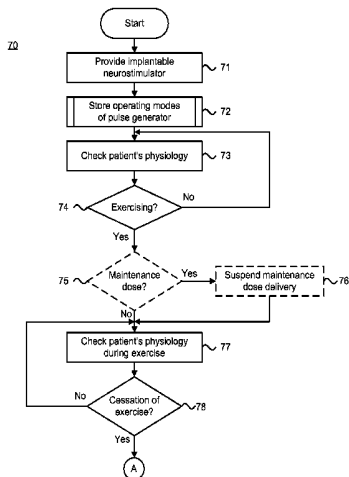 Start
70
Provide implantable
neurostimulator
71
Store operating modes
of pulse generator
72
Check patient's physiology
73
74
Exercising?
No
Yes
75
Maintenance
dose?
Yes
Suspend maintenance
dose delivery
76
No
Check patient's physiology
during exercise
77
No
Cessation of
exercise?
78
Yes
A